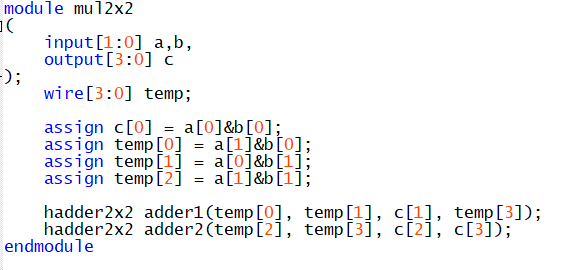 module mul2x2
(
    input[1:0] a,b,
    output[3:0] c
);
    wire[3:0] temp;

    assign c[0] = a[0]&b[0];
    assign temp[0] = a[1]&b[0];
    assign temp[1] = a[0]&b[1];
    assign temp[2] = a[1]&b[1];

    hadder2x2 adder1(temp[0], temp[1], c[1], temp[3]);
    hadder2x2 adder2(temp[2], temp[3], c[2], c[3]);
endmodule